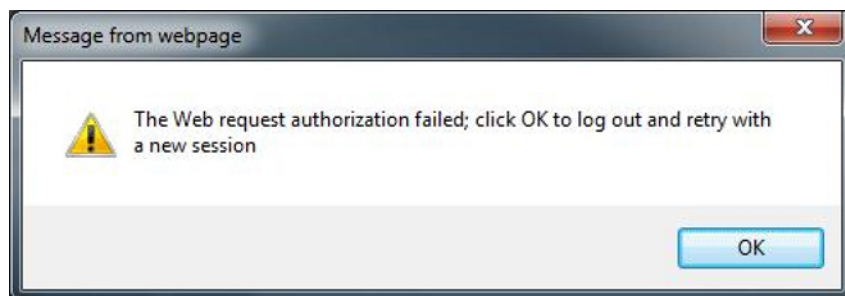 Message from webpage
The Web request authorization failed; click OK to log out and retry with
a new session
OK